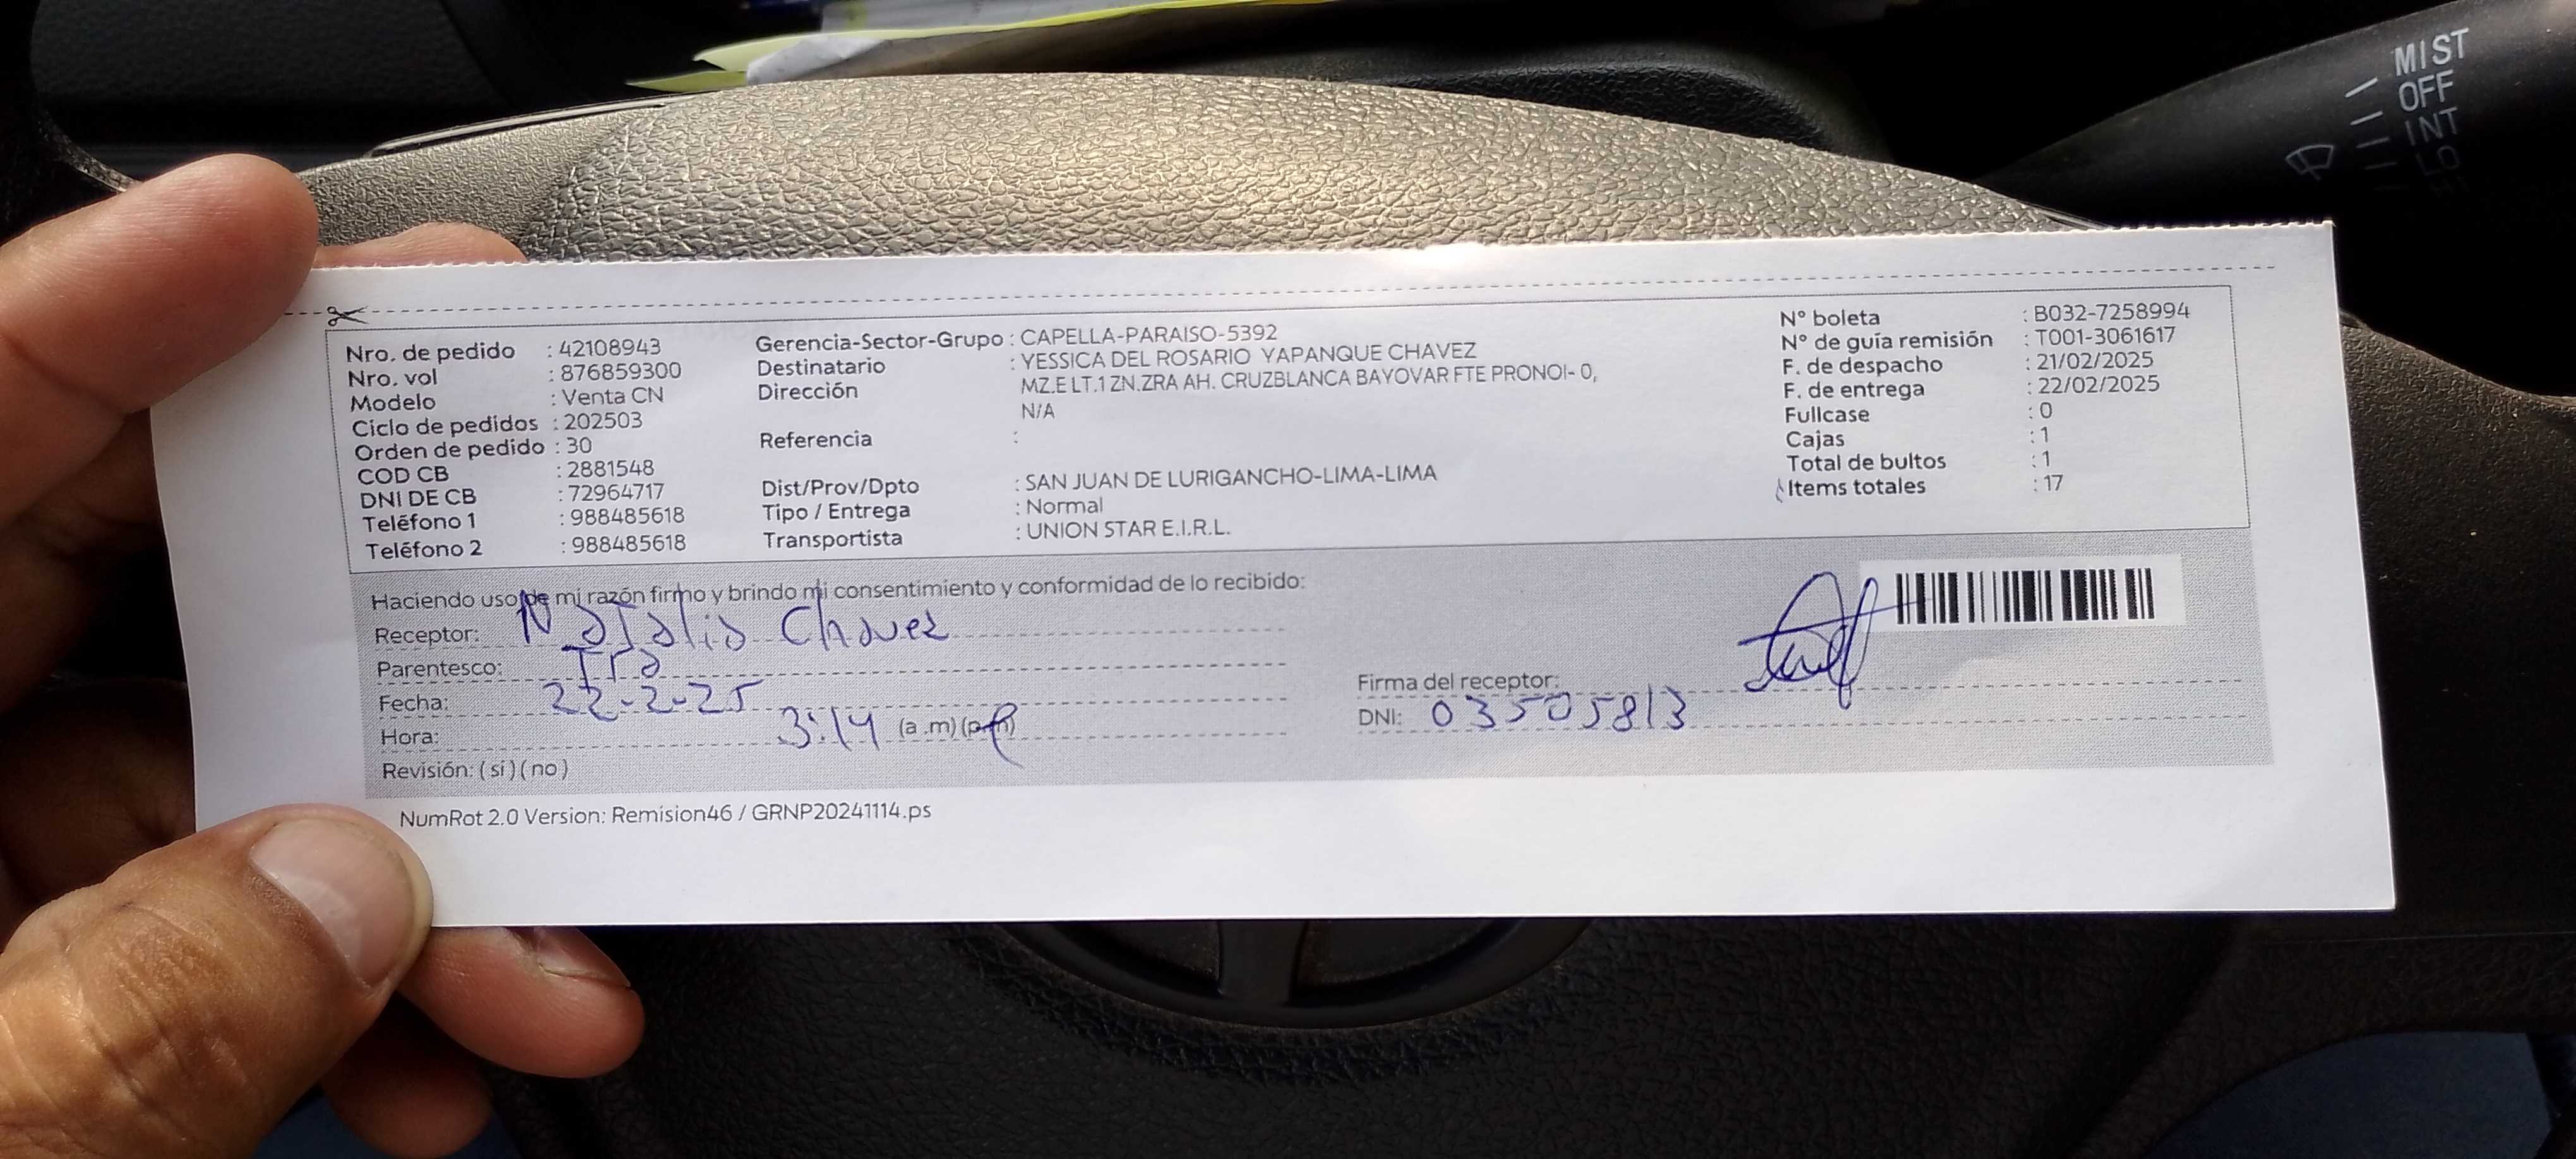 MIST
OFF
INT
LO
Nro. de pedido : 42108943
Nro. vol : 876859300
Modelo : Venta CN
Ciclo de pedidos : 202503
Orden de pedido : 30
COD CB : 2881548
DNI DE CB : 72964717
Teléfono 1 : 988485618
Teléfono 2 : 988485618
Gerencia-Sector-Grupo : CAPELLA-PARAISO-5392
Destinatario : YESSICA DEL ROSARIO YAPANQUE CHAVEZ
Dirección MZ.E LT.1 ZN.ZRA AH. CRUZBLANCA BAYOVAR FTE PRONOI- 0,
N/A
Referencia :
Dist/Prov/Dpto : SAN JUAN DE LURIGANCHO-LIMA-LIMA
Tipo / Entrega : Normal
Transportista : UNION STAR E.I.R.L.
N° boleta : B032-7258994
N° de guía remisión : T001-3061617
F. de despacho : 21/02/2025
F. de entrega : 22/02/2025
Fullcase : 0
Cajas : 1
Total de bultos : 1
Items totales : 17
Haciendo uso de mi razón firmo y brindo mi consentimiento y conformidad de lo recibido:
Receptor: Natalia Chavez
Parentesco:
Fecha: 22-2-25
Hora: 3:14 (a.m)(p.m)
Revisión: (si)(no)
Firma del receptor:
DNI: 03505813
NumRot 2.0 Version: Remision46 / GRNP20241114.ps